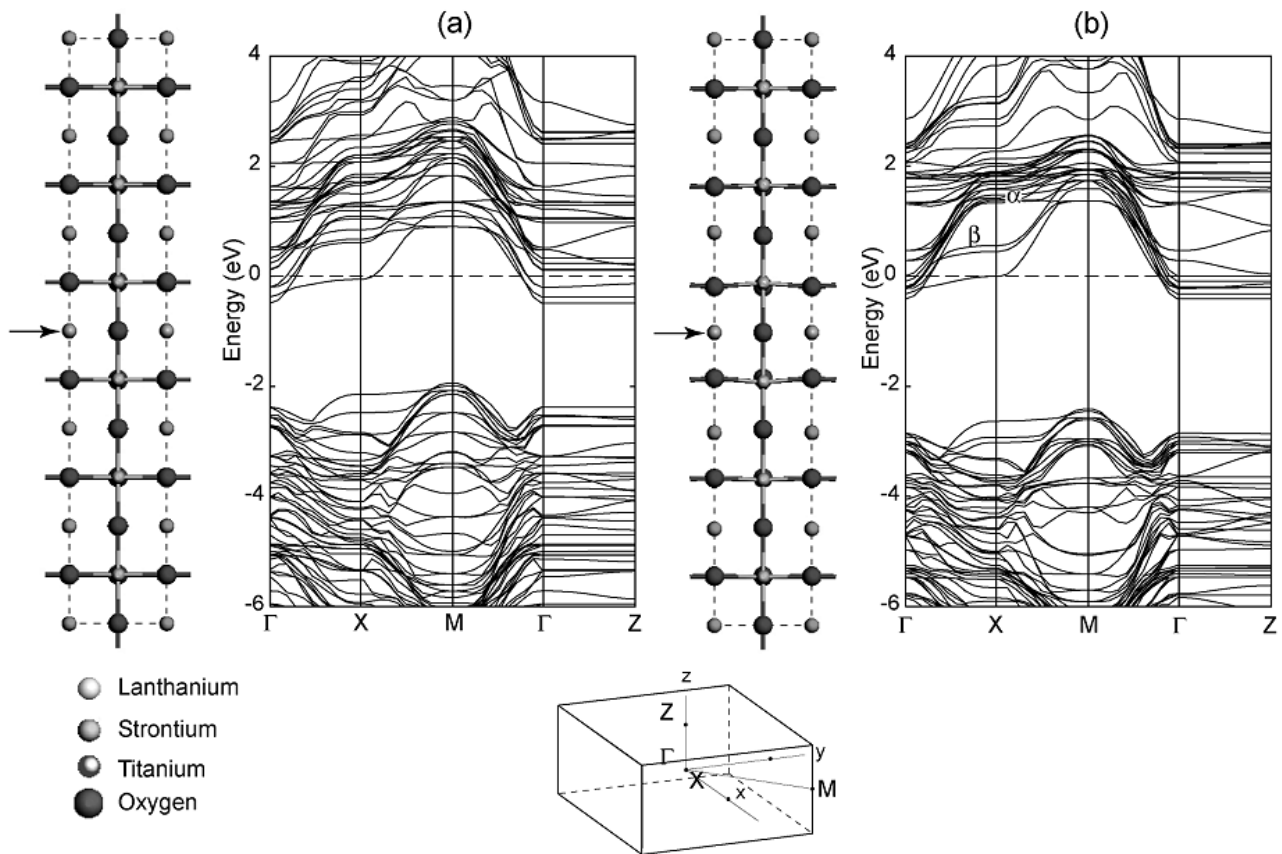 (a)
4
2
0
-2
-4
-6
Energy (eV)
Γ X M Γ Z
(b)
4
2
0
-2
-4
-6
Energy (eV)
α
β
Γ X M Γ Z
Lanthanium
Strontium
Titanium
Oxygen
z
Z
Γ
y
X
x
M